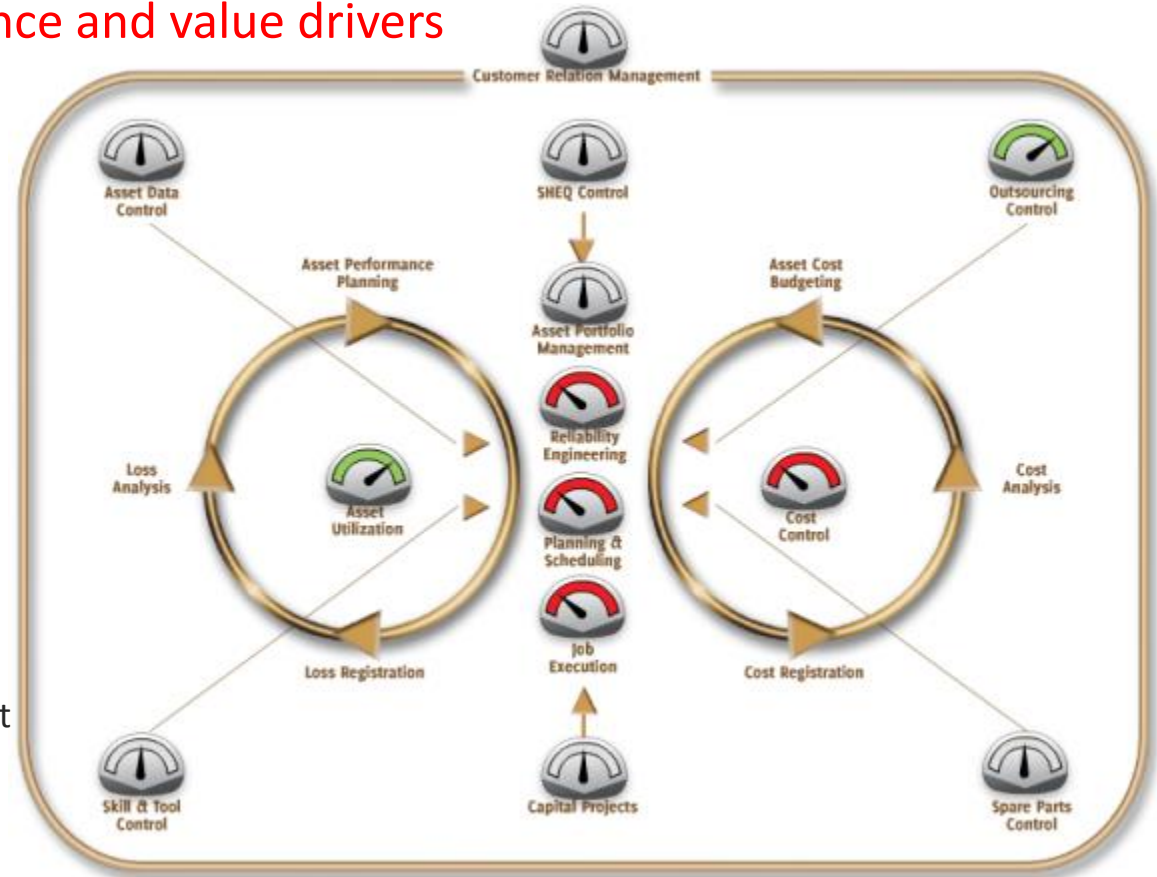 nce and value drivers
Customer Relation Management
Asset Data
Control
SHEQ Control
Outsourcing
Control
Asset Performance
Planning
Asset Cost
Budgeting
Asset Portfolio
Management
Reliability
Engineering
Loss
Analysis
Asset
Utilization
Cost
Control
Cost
Analysis
Planning &
Scheduling
Job
Execution
Loss Registration
Cost Registration
t
Skill & Tool
Control
Capital Projects
Spare Parts
Control